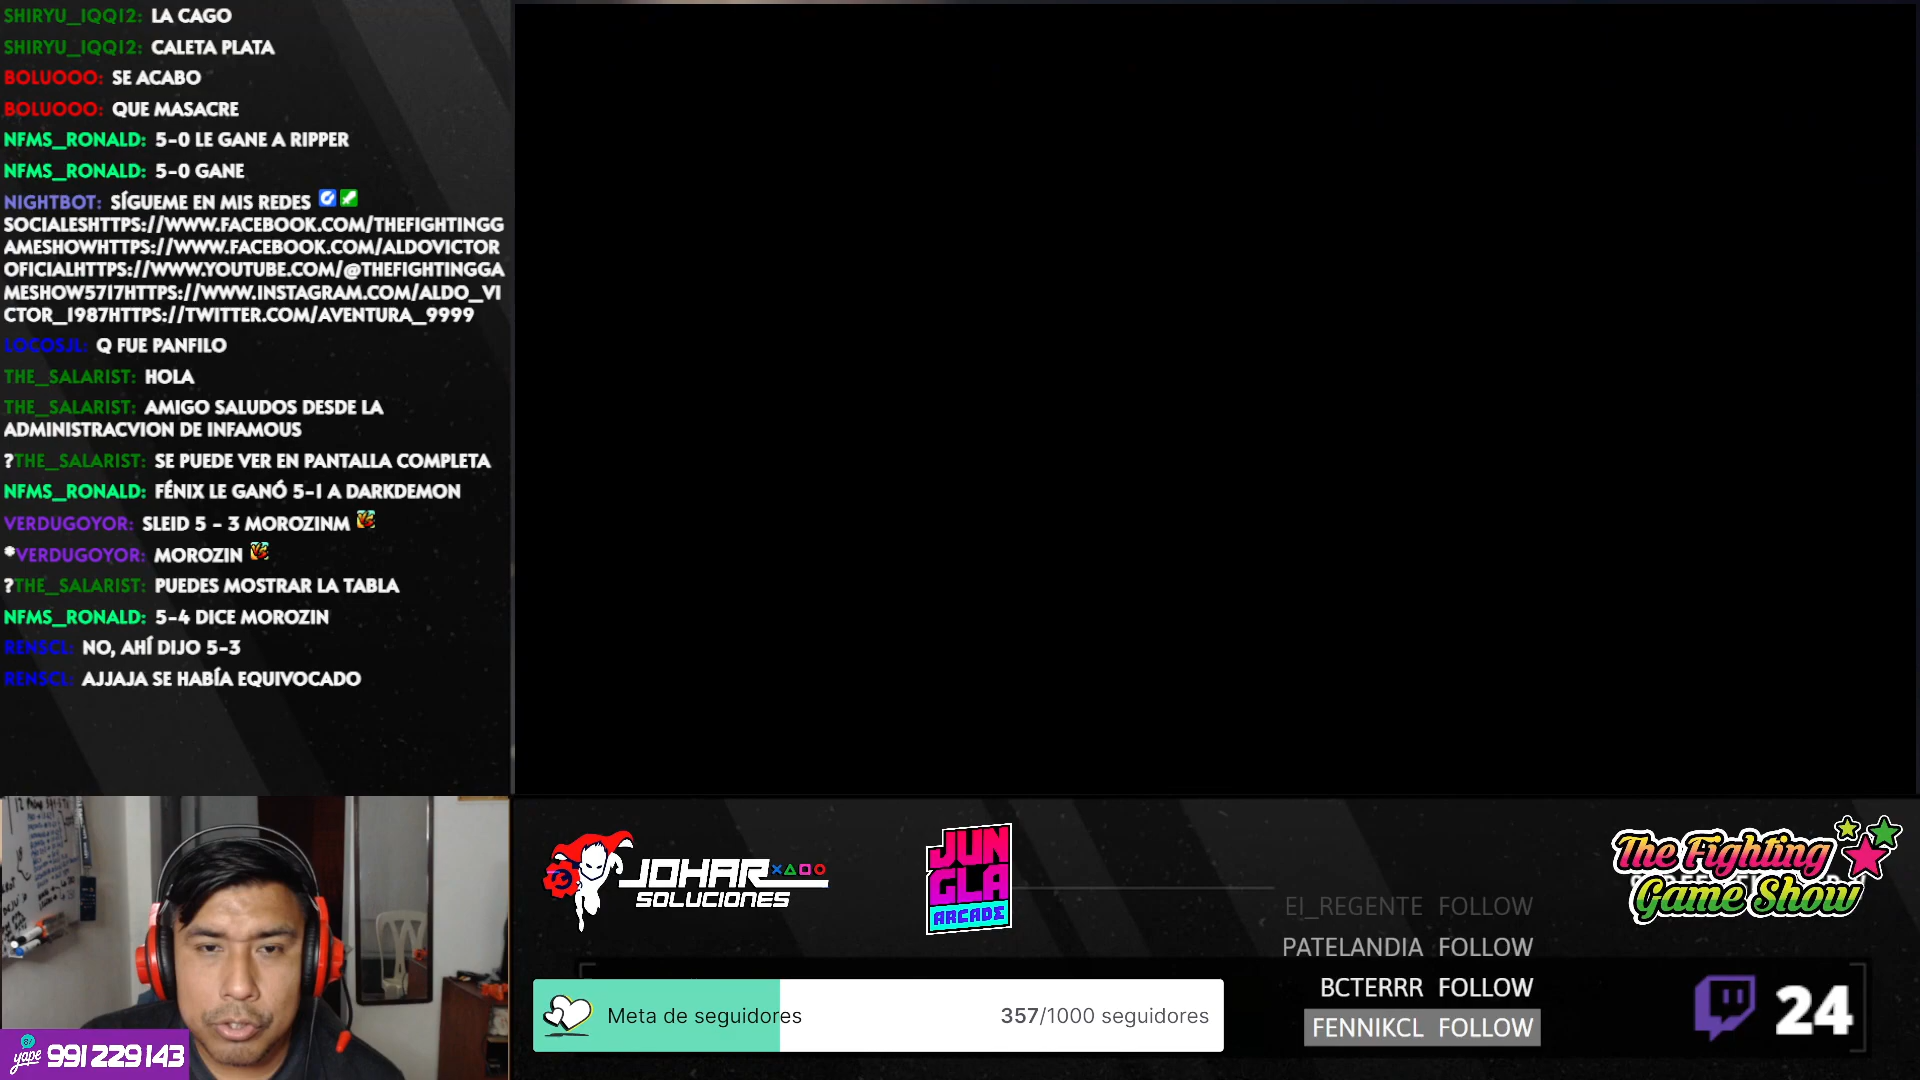 SHIRYU_IQQ12: LA CAGO
SHIRYU_IQQ12: CALETA PLATA
BOLUOOO: SE ACABO
BOLUOOO: QUE MASACRE
NFMS_RONALD: 5-0 LE GANE A RIPPER
NFMS_RONALD: 5-0 GANE
NIGHTBOT: SÍGUEME EN MIS REDES
SOCIALESHTTPS://WWW.FACEBOOK.COM/THEFIGHTINGG
AMESHOWHTTPS://WWW.FACEBOOK.COM/ALDOVICTOR
OFICIALHTTPS://WWW.YOUTUBE.COM/@THEFIGHTINGGA
MESHOW5717HTTPS://WWW.INSTAGRAM.COM/ALDO_VI
CTOR_1987HTTPS://TWITTER.COM/AVENTURA_9999
LOCOSJL: Q FUE PANFILO
THE_SALARIST: HOLA
THE_SALARIST: AMIGO SALUDOS DESDE LA
ADMINISTRACVION DE INFAMOUS
?THE_SALARIST: SE PUEDE VER EN PANTALLA COMPLETA
NFMS_RONALD: FÉNIX LE GANÓ 5-1 A DARKDEMON
VERDUGOYOR: SLEID 5 - 3 MOROZINM
*VERDUGOYOR: MOROZIN
?THE_SALARIST: PUEDES MOSTRAR LA TABLA
NFMS_RONALD: 5-4 DICE MOROZIN
RENSCL: NO, AHÍ DIJO 5-3
RENSCL: AJJAJA SE HABÍA EQUIVOCADO
yape 991 229 143
JOHAR
SOLUCIONES
JUN
GLA
ARCADE
EI_REGENTE FOLLOW
PATELANDIA FOLLOW
BCTERRR FOLLOW
FENNIKCL FOLLOW
The Fighting
Game Show
Meta de seguidores 357/1000 seguidores
24